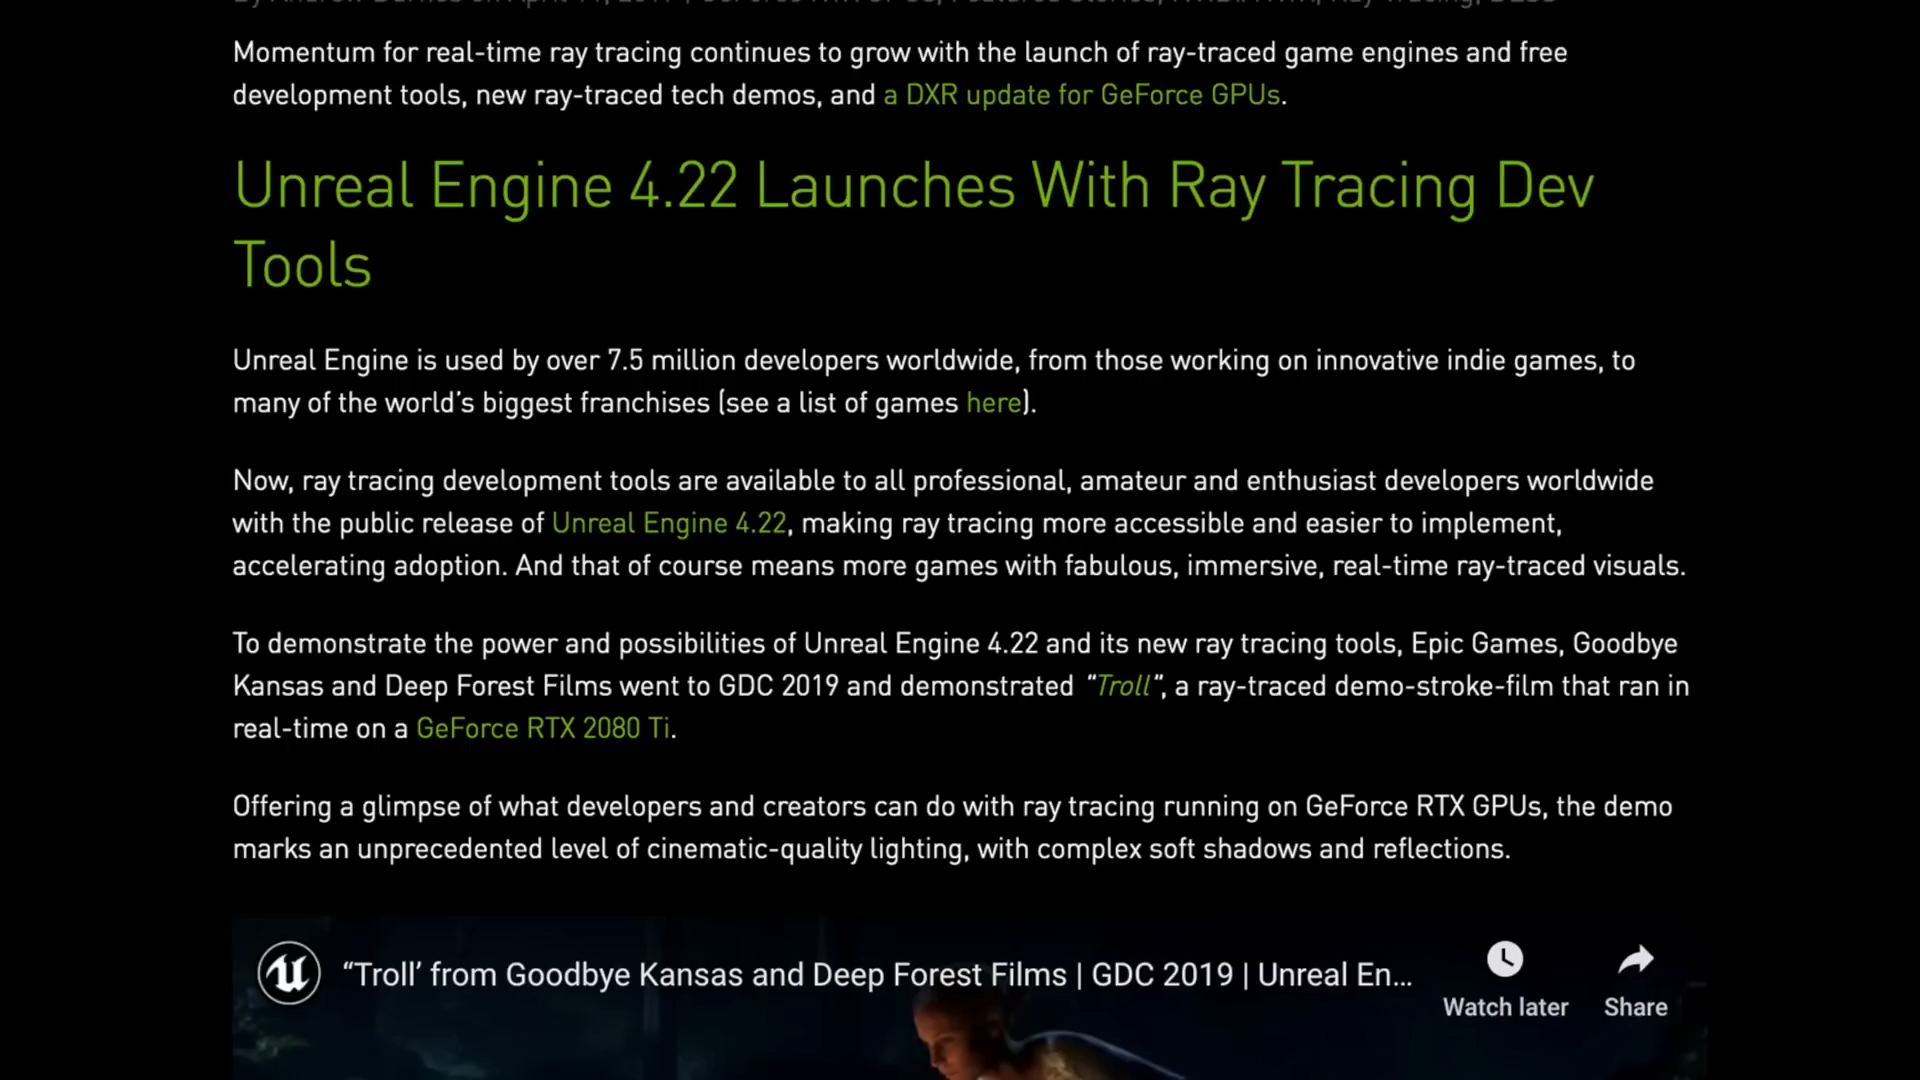 Momentum for real-time ray tracing continues to grow with the launch of ray-traced game engines and free
development tools, new ray-traced tech demos, and a DXR update for GeForce GPUs.
Unreal Engine 4.22 Launches With Ray Tracing Dev
Tools
Unreal Engine is used by over 7.5 million developers worldwide, from those working on innovative indie games, to
many of the world's biggest franchises (see a list of games here).
Now, ray tracing development tools are available to all professional, amateur and enthusiast developers worldwide
with the public release of Unreal Engine 4.22, making ray tracing more accessible and easier to implement,
accelerating adoption. And that of course means more games with fabulous, immersive, real-time ray-traced visuals.
To demonstrate the power and possibilities of Unreal Engine 4.22 and its new ray tracing tools, Epic Games, Goodbye
Kansas and Deep Forest Films went to GDC 2019 and demonstrated “Troll”, a ray-traced demo-stroke-film that ran in
real-time on a GeForce RTX 2080 Ti.
Offering a glimpse of what developers and creators can do with ray tracing running on GeForce RTX GPUs, the demo
marks an unprecedented level of cinematic-quality lighting, with complex soft shadows and reflections.
“Troll’ from Goodbye Kansas and Deep Forest Films | GDC 2019 | Unreal En...
Watch later
Share